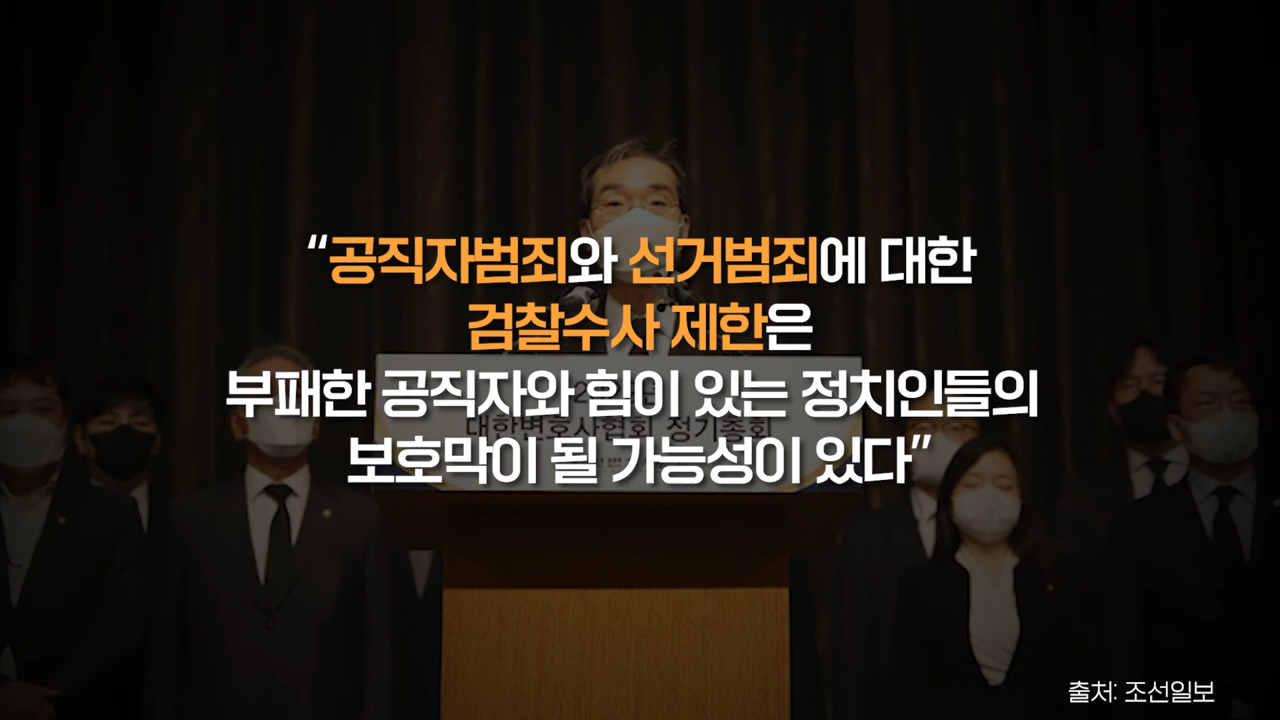 “공직자범죄와 선거범죄에 대한
검찰수사 제한은
부패한 공직자와 힘이 있는 정치인들의
보호막이 될 가능성이 있다”
대한변호사협회 정기총회
출처: 조선일보